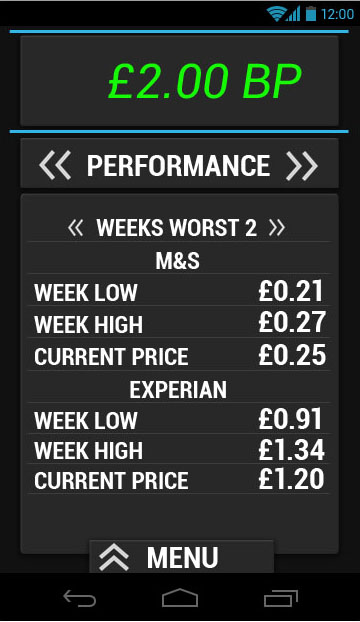 12:00
£2.00 BP
PERFORMANCE
WEEKS WORST 2
M&S
WEEK LOW £0.21
WEEK HIGH £0.27
CURRENT PRICE £0.25
EXPERIAN
WEEK LOW £0.91
WEEK HIGH £1.34
CURRENT PRICE £1.20
MENU